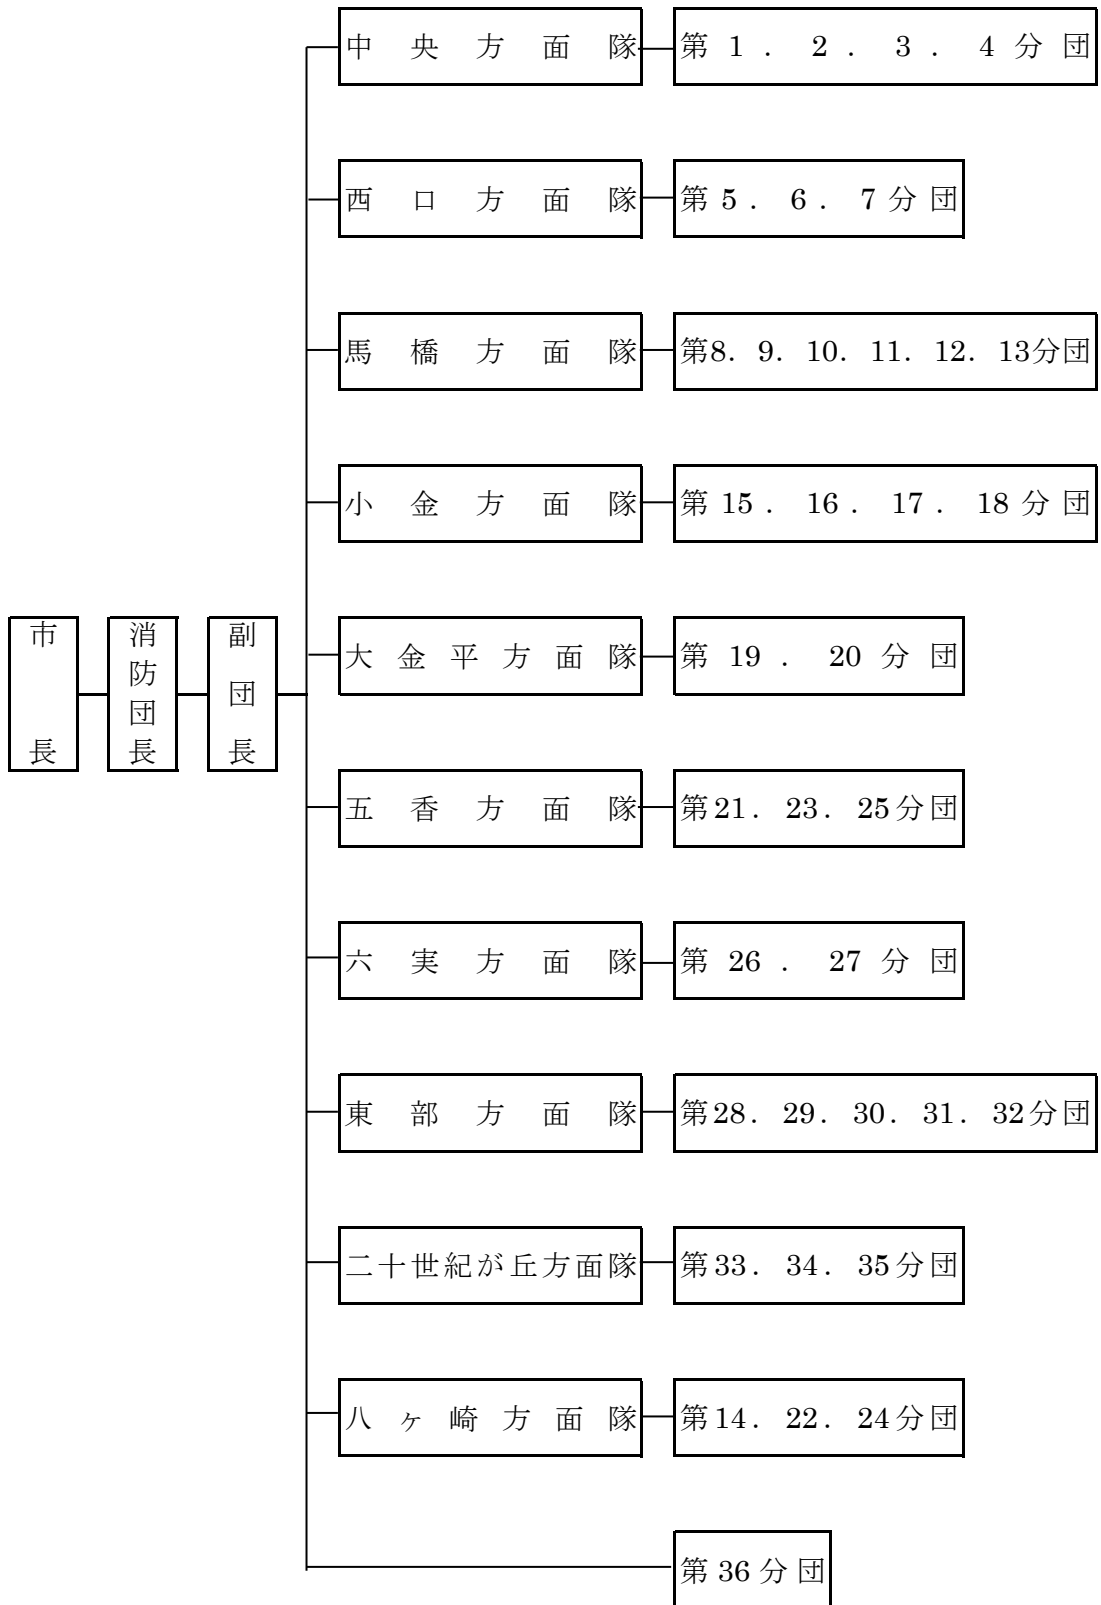 中央方面隊 第1．2．3．4分団
西口方面隊 第5．6．7分団
馬橋方面隊 第8．9．10．11．12．13分団
小金方面隊 第15．16．17．18分団
市長 消防団長 副団長
大金平方面隊 第19．20分団
五香方面隊 第21．23．25分団
六実方面隊 第26．27分団
東部方面隊 第28．29．30．31．32分団
二十世紀が丘方面隊 第33．34．35分団
八ヶ崎方面隊 第14．22．24分団
第36分団